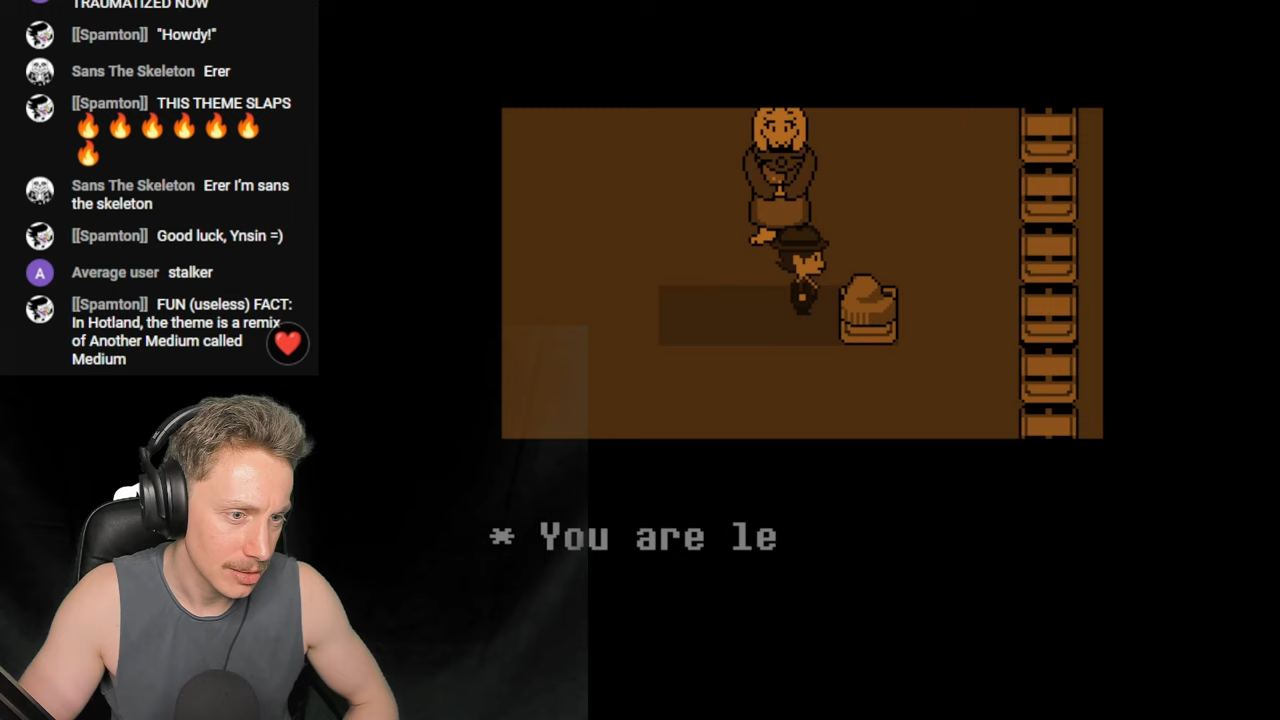 TRAUMATIZED NOW
[[Spamton]] "Howdy!"
Sans The Skeleton Erer
[[Spamton]] THIS THEME SLAPS
🔥🔥🔥🔥🔥🔥
🔥
Sans The Skeleton Erer I'm sans
the skeleton
[[Spamton]] Good luck, Ynsin =)
A Average user stalker
[[Spamton]] FUN (useless) FACT:
In Hotland, the theme is a remix
of Another Medium called
Medium
* You are le